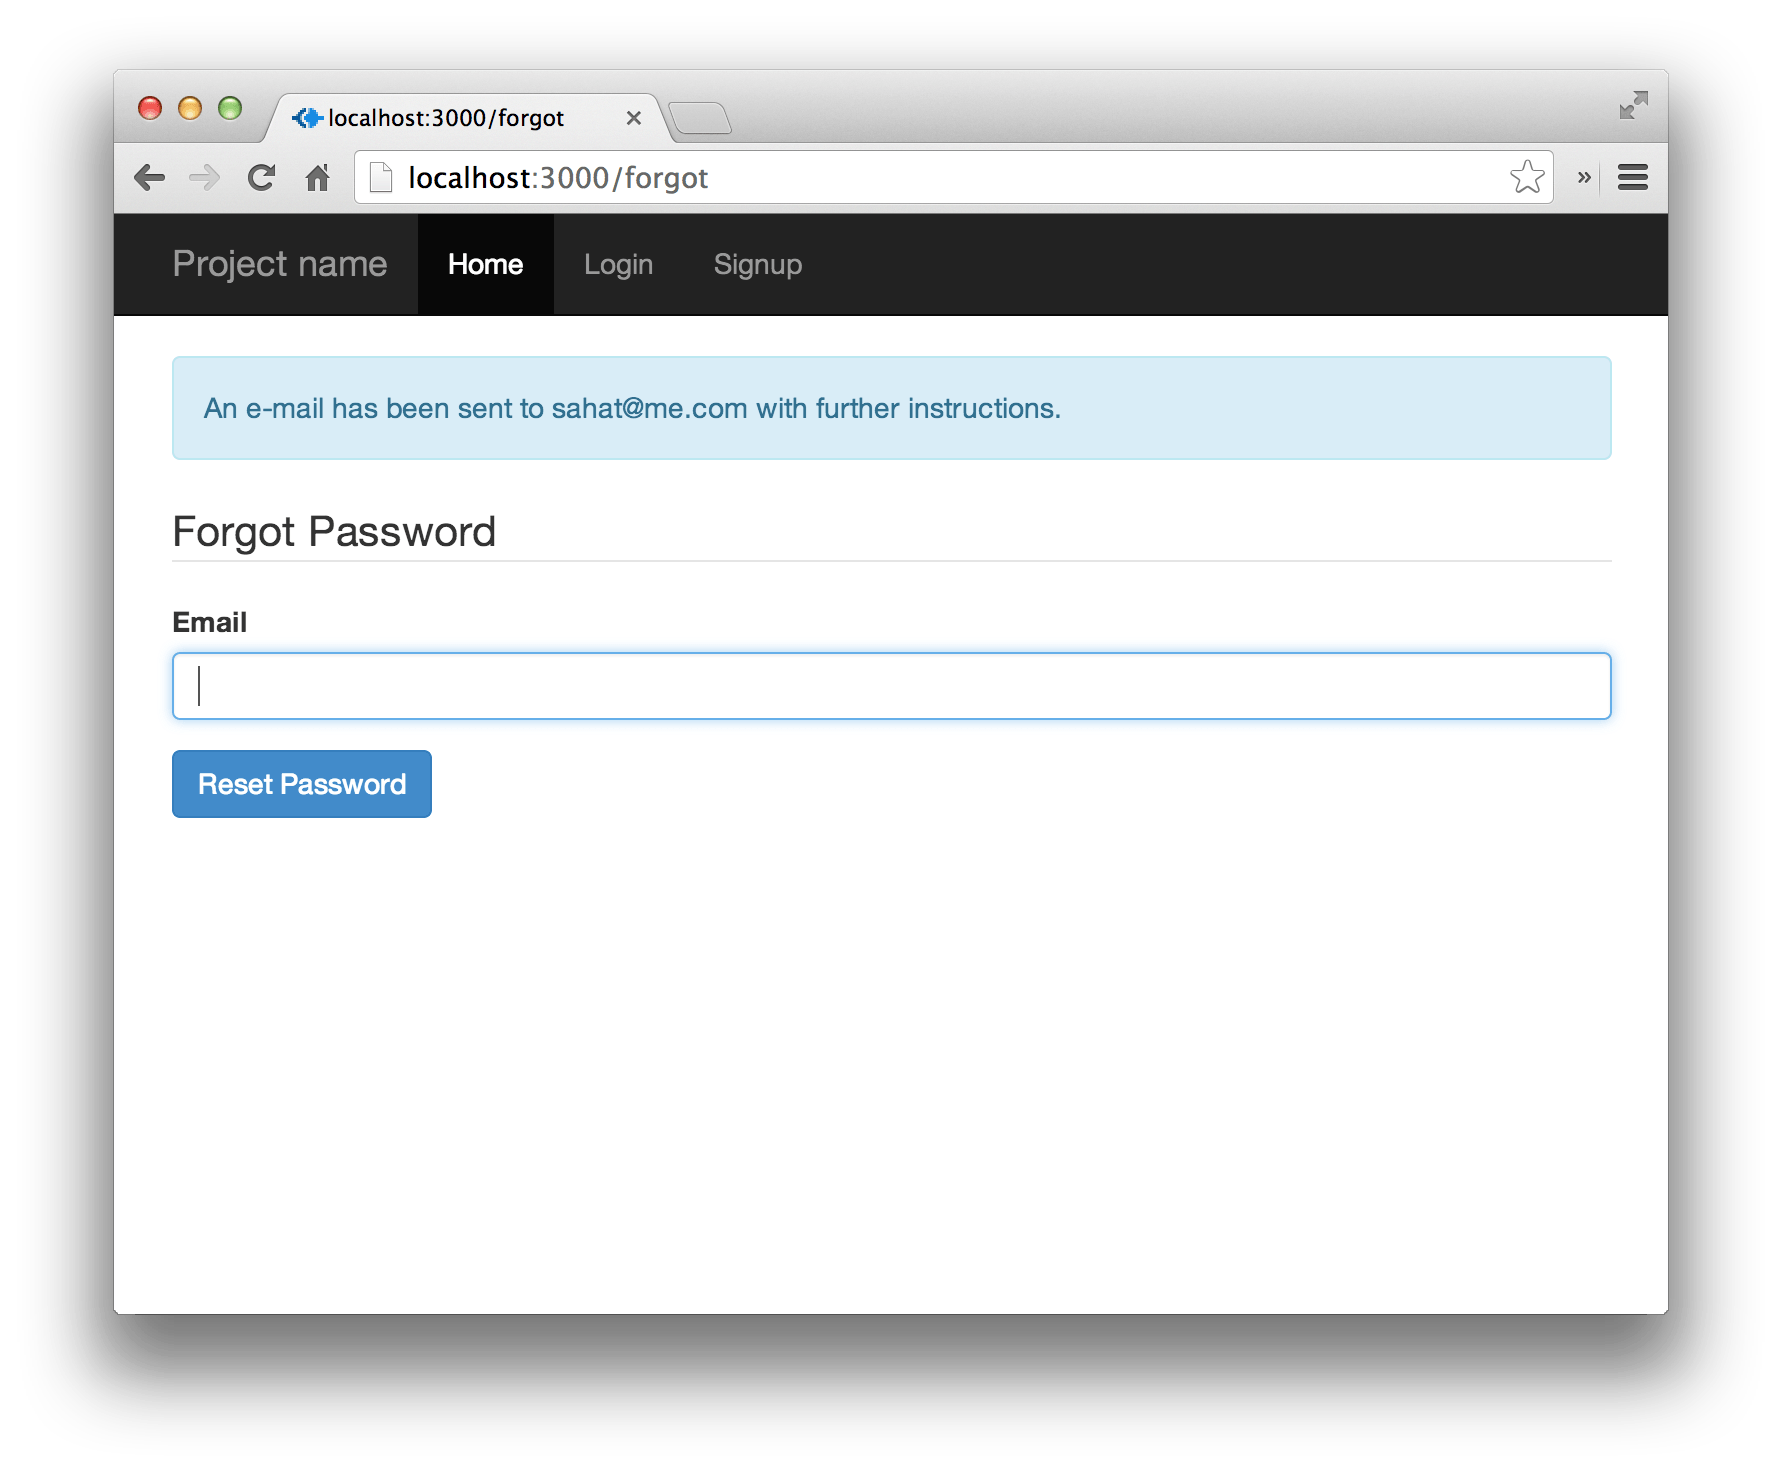 localhost:3000/forgot
localhost:3000/forgot
Project name Home Login Signup
An e-mail has been sent to sahat@me.com with further instructions.
Forgot Password
Email
Reset Password